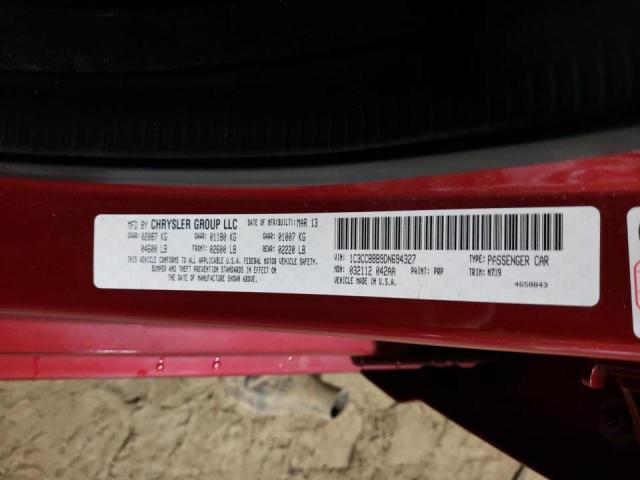 MFD BY CHRYSLER GROUP LLC DATE OF MFR(BUILT): MAR 13
GVWR: 02087 KG GAWR: 01180 KG GAWR: 01007 KG
04600 LB FRONT: 02600 LB REAR: 02220 LB
THIS VEHICLE CONFORMS TO ALL APPLICABLE U.S.A. FEDERAL MOTOR VEHICLE SAFETY,
BUMPER AND THEFT PREVENTION STANDARDS IN EFFECT ON
THE DATE OF MANUFACTURE SHOWN ABOVE.
VIN: 1C3CCBBB9DN694327 TYPE: PASSENGER CAR
MDH: 032112 042AA PAINT: PRP TRIM: M7X9
VEHICLE MADE IN U.S.A. 4658843